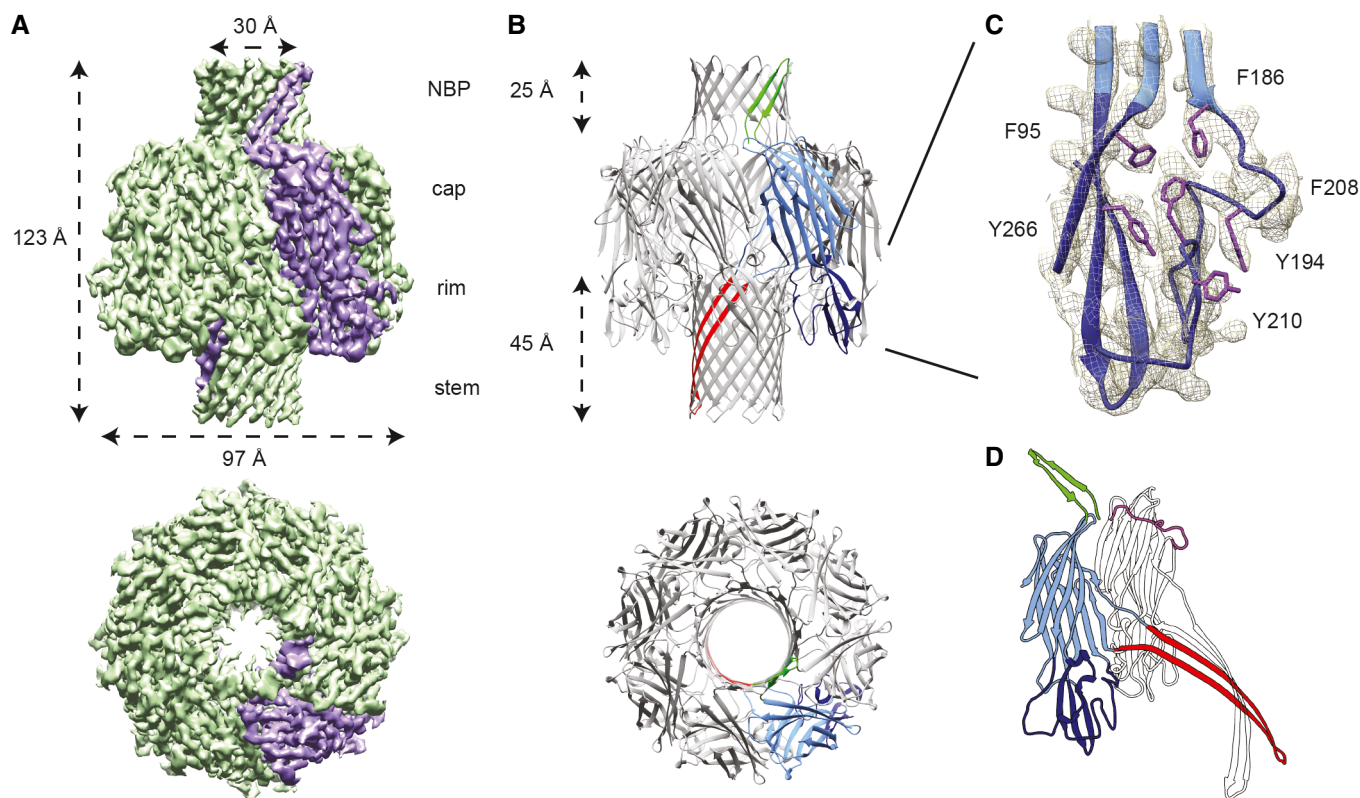 A
30 Å
123 Å
NBP
cap
rim
stem
97 Å
B
25 Å
45 Å
C
F186
F95
F208
Y266
Y194
Y210
D